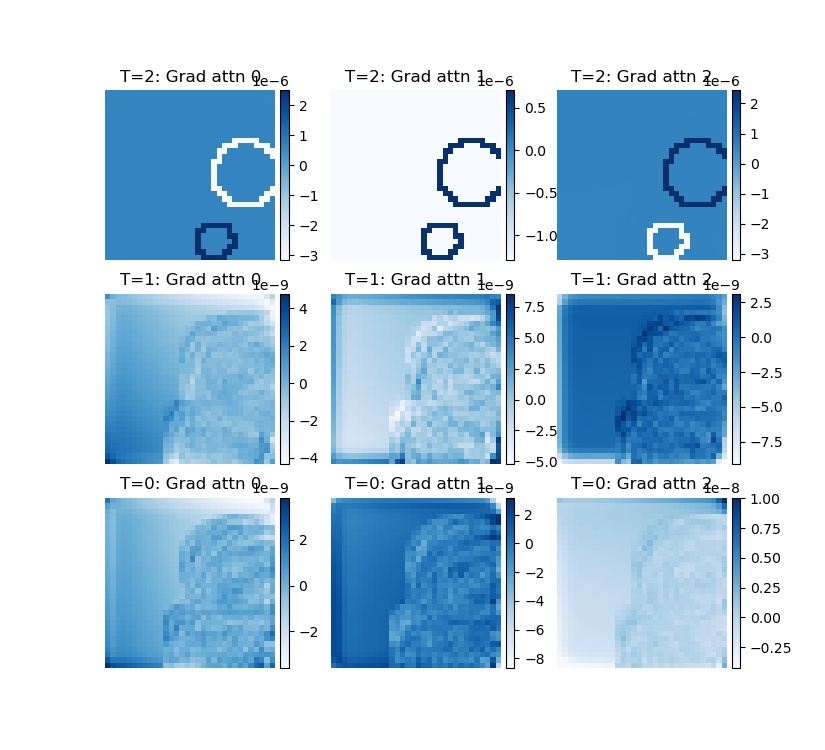 T=2: Grad attn 0
1e−6
T=2: Grad attn 1
1e−6
T=2: Grad attn 2
1e−6
2
1
0
−1
−2
−3
0.5
0.0
−0.5
−1.0
2
1
0
−1
−2
−3
T=1: Grad attn 0
1e−9
T=1: Grad attn 1
1e−9
T=1: Grad attn 2
1e−9
4
2
0
−2
−4
7.5
5.0
2.5
0.0
−2.5
−5.0
2.5
0.0
−2.5
−5.0
−7.5
T=0: Grad attn 0
1e−9
T=0: Grad attn 1
1e−9
T=0: Grad attn 2
1e−8
2
0
−2
2
0
−2
−4
−6
−8
1.00
0.75
0.50
0.25
0.00
−0.25